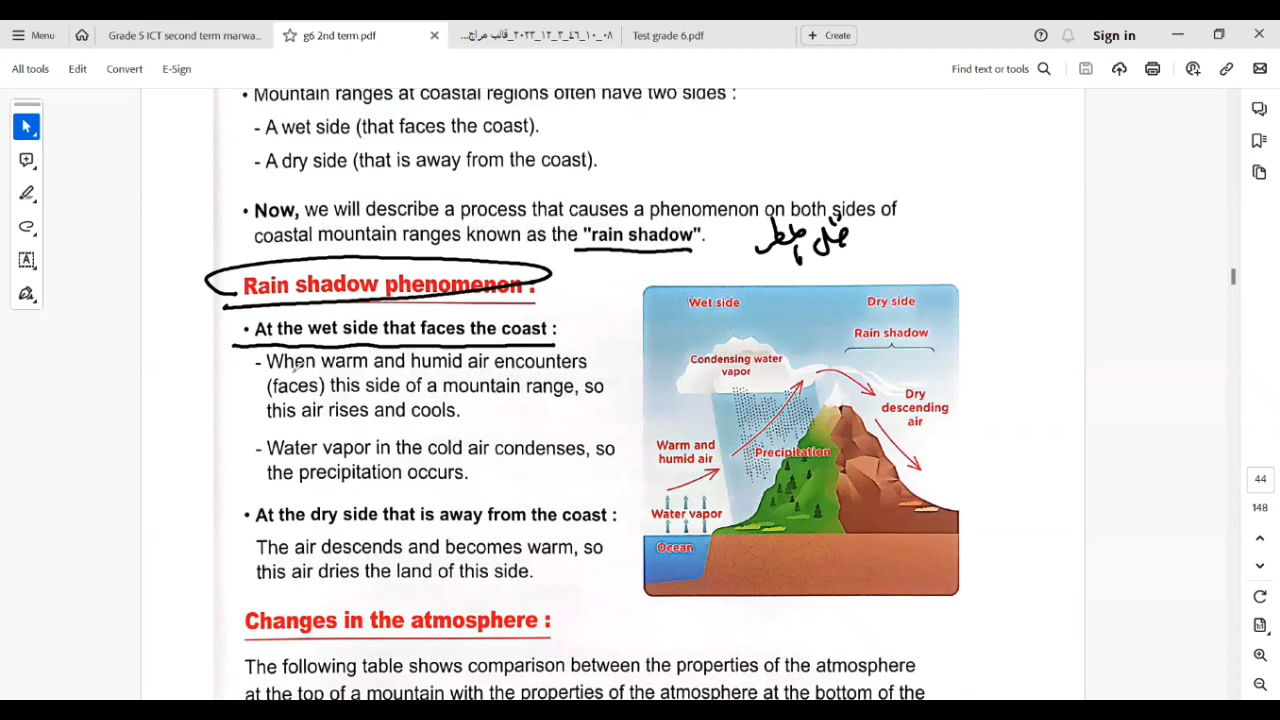 Menu
Grade 5 ICT second term marwa...
g6 2nd term.pdf
Test grade 6.pdf
Create
Sign in
All tools
Edit
Convert
E-Sign
Find text or tools
• Mountain ranges at coastal regions often have two sides :
- A wet side (that faces the coast).
- A dry side (that is away from the coast).
• Now, we will describe a process that causes a phenomenon on both sides of
coastal mountain ranges known as the "rain shadow".
Rain shadow phenomenon :
• At the wet side that faces the coast :
- When warm and humid air encounters
(faces) this side of a mountain range, so
this air rises and cools.
- Water vapor in the cold air condenses, so
the precipitation occurs.
• At the dry side that is away from the coast :
The air descends and becomes warm, so
this air dries the land of this side.
Wet side
Dry side
Rain shadow
Condensing water
vapor
Dry
descending
air
Warm and
humid air
Precipitation
Water vapor
Ocean
Changes in the atmosphere :
The following table shows comparison between the properties of the atmosphere
at the top of a mountain with the properties of the atmosphere at the bottom of the
44
148